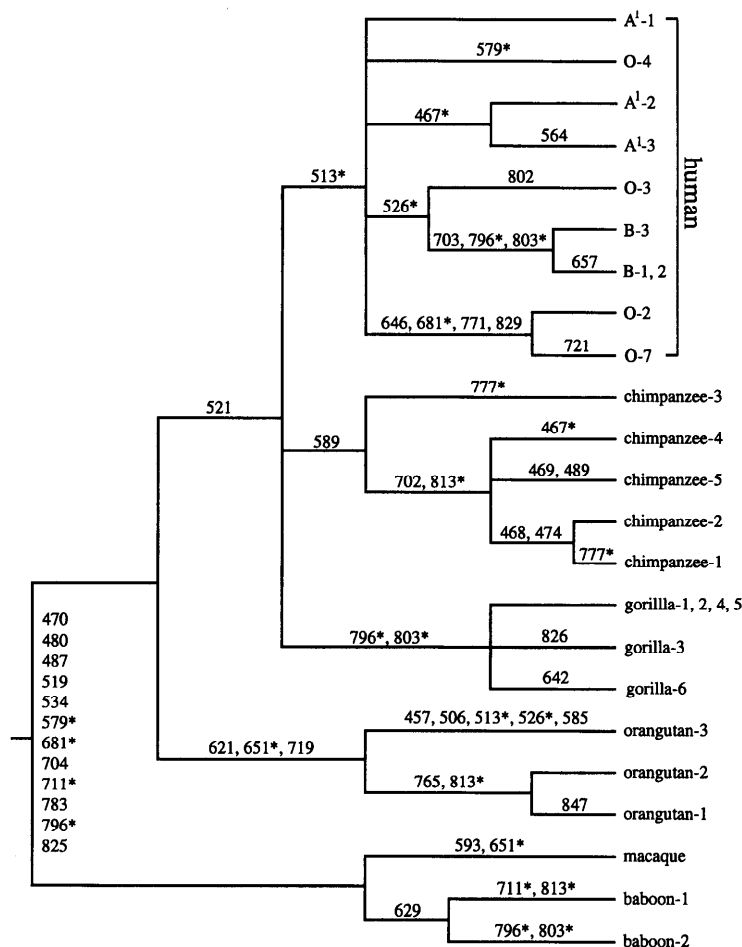 A¹-1
579*
O-4
A¹-2
467*
564
A¹-3
human
513*
802
O-3
526*
B-3
703, 796*, 803*
657
B-1, 2
O-2
646, 681*, 771, 829
721
O-7
777*
chimpanzee-3
521
467*
chimpanzee-4
589
469, 489
chimpanzee-5
702, 813*
chimpanzee-2
468, 474
777*
chimpanzee-1
gorillla-1, 2, 4, 5
796*, 803*
826
gorilla-3
642
gorilla-6
470
480
487
519
534
579*
681*
704
711*
783
796*
825
457, 506, 513*, 526*, 585
orangutan-3
621, 651*, 719
orangutan-2
765, 813*
847
orangutan-1
593, 651*
macaque
711*, 813*
baboon-1
629
796*, 803*
baboon-2